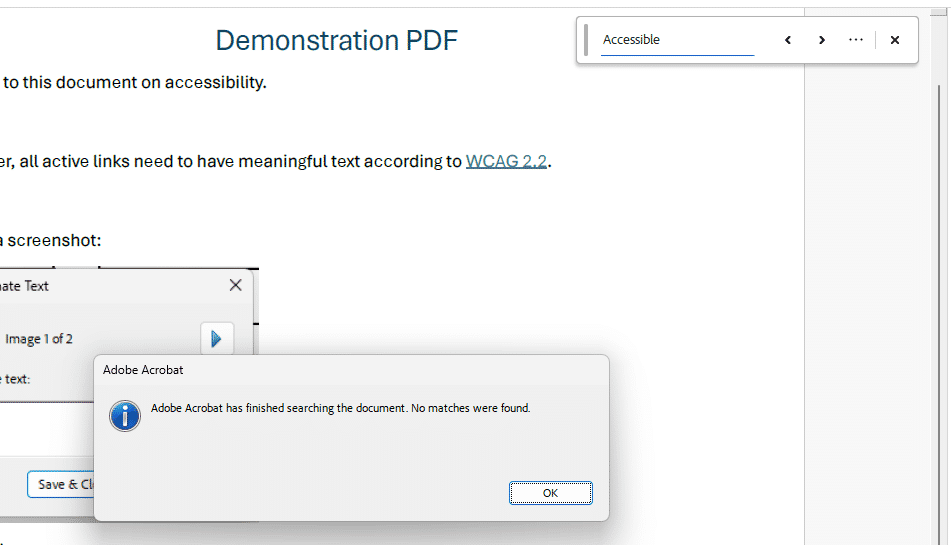 Demonstration PDF
Accessible
to this document on accessibility.
er, all active links need to have meaningful text according to WCAG 2.2.
a screenshot:
ate Text
Image 1 of 2
text:
Adobe Acrobat
Adobe Acrobat has finished searching the document. No matches were found.
Save & Cl
OK